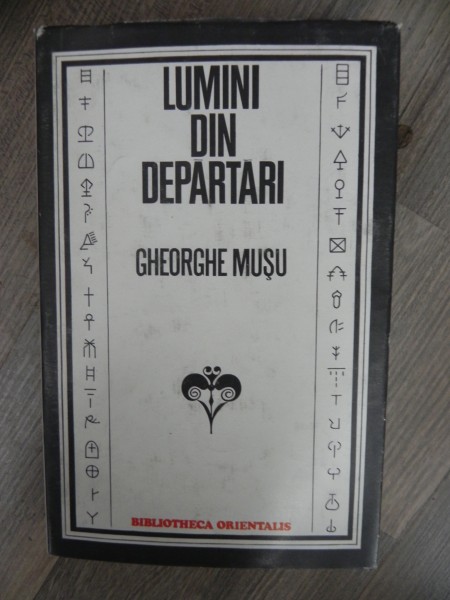 LUMINI
DIN
DEPARTARI
GHEORGHE MUŞU
BIBLIOTHECA ORIENTALIS